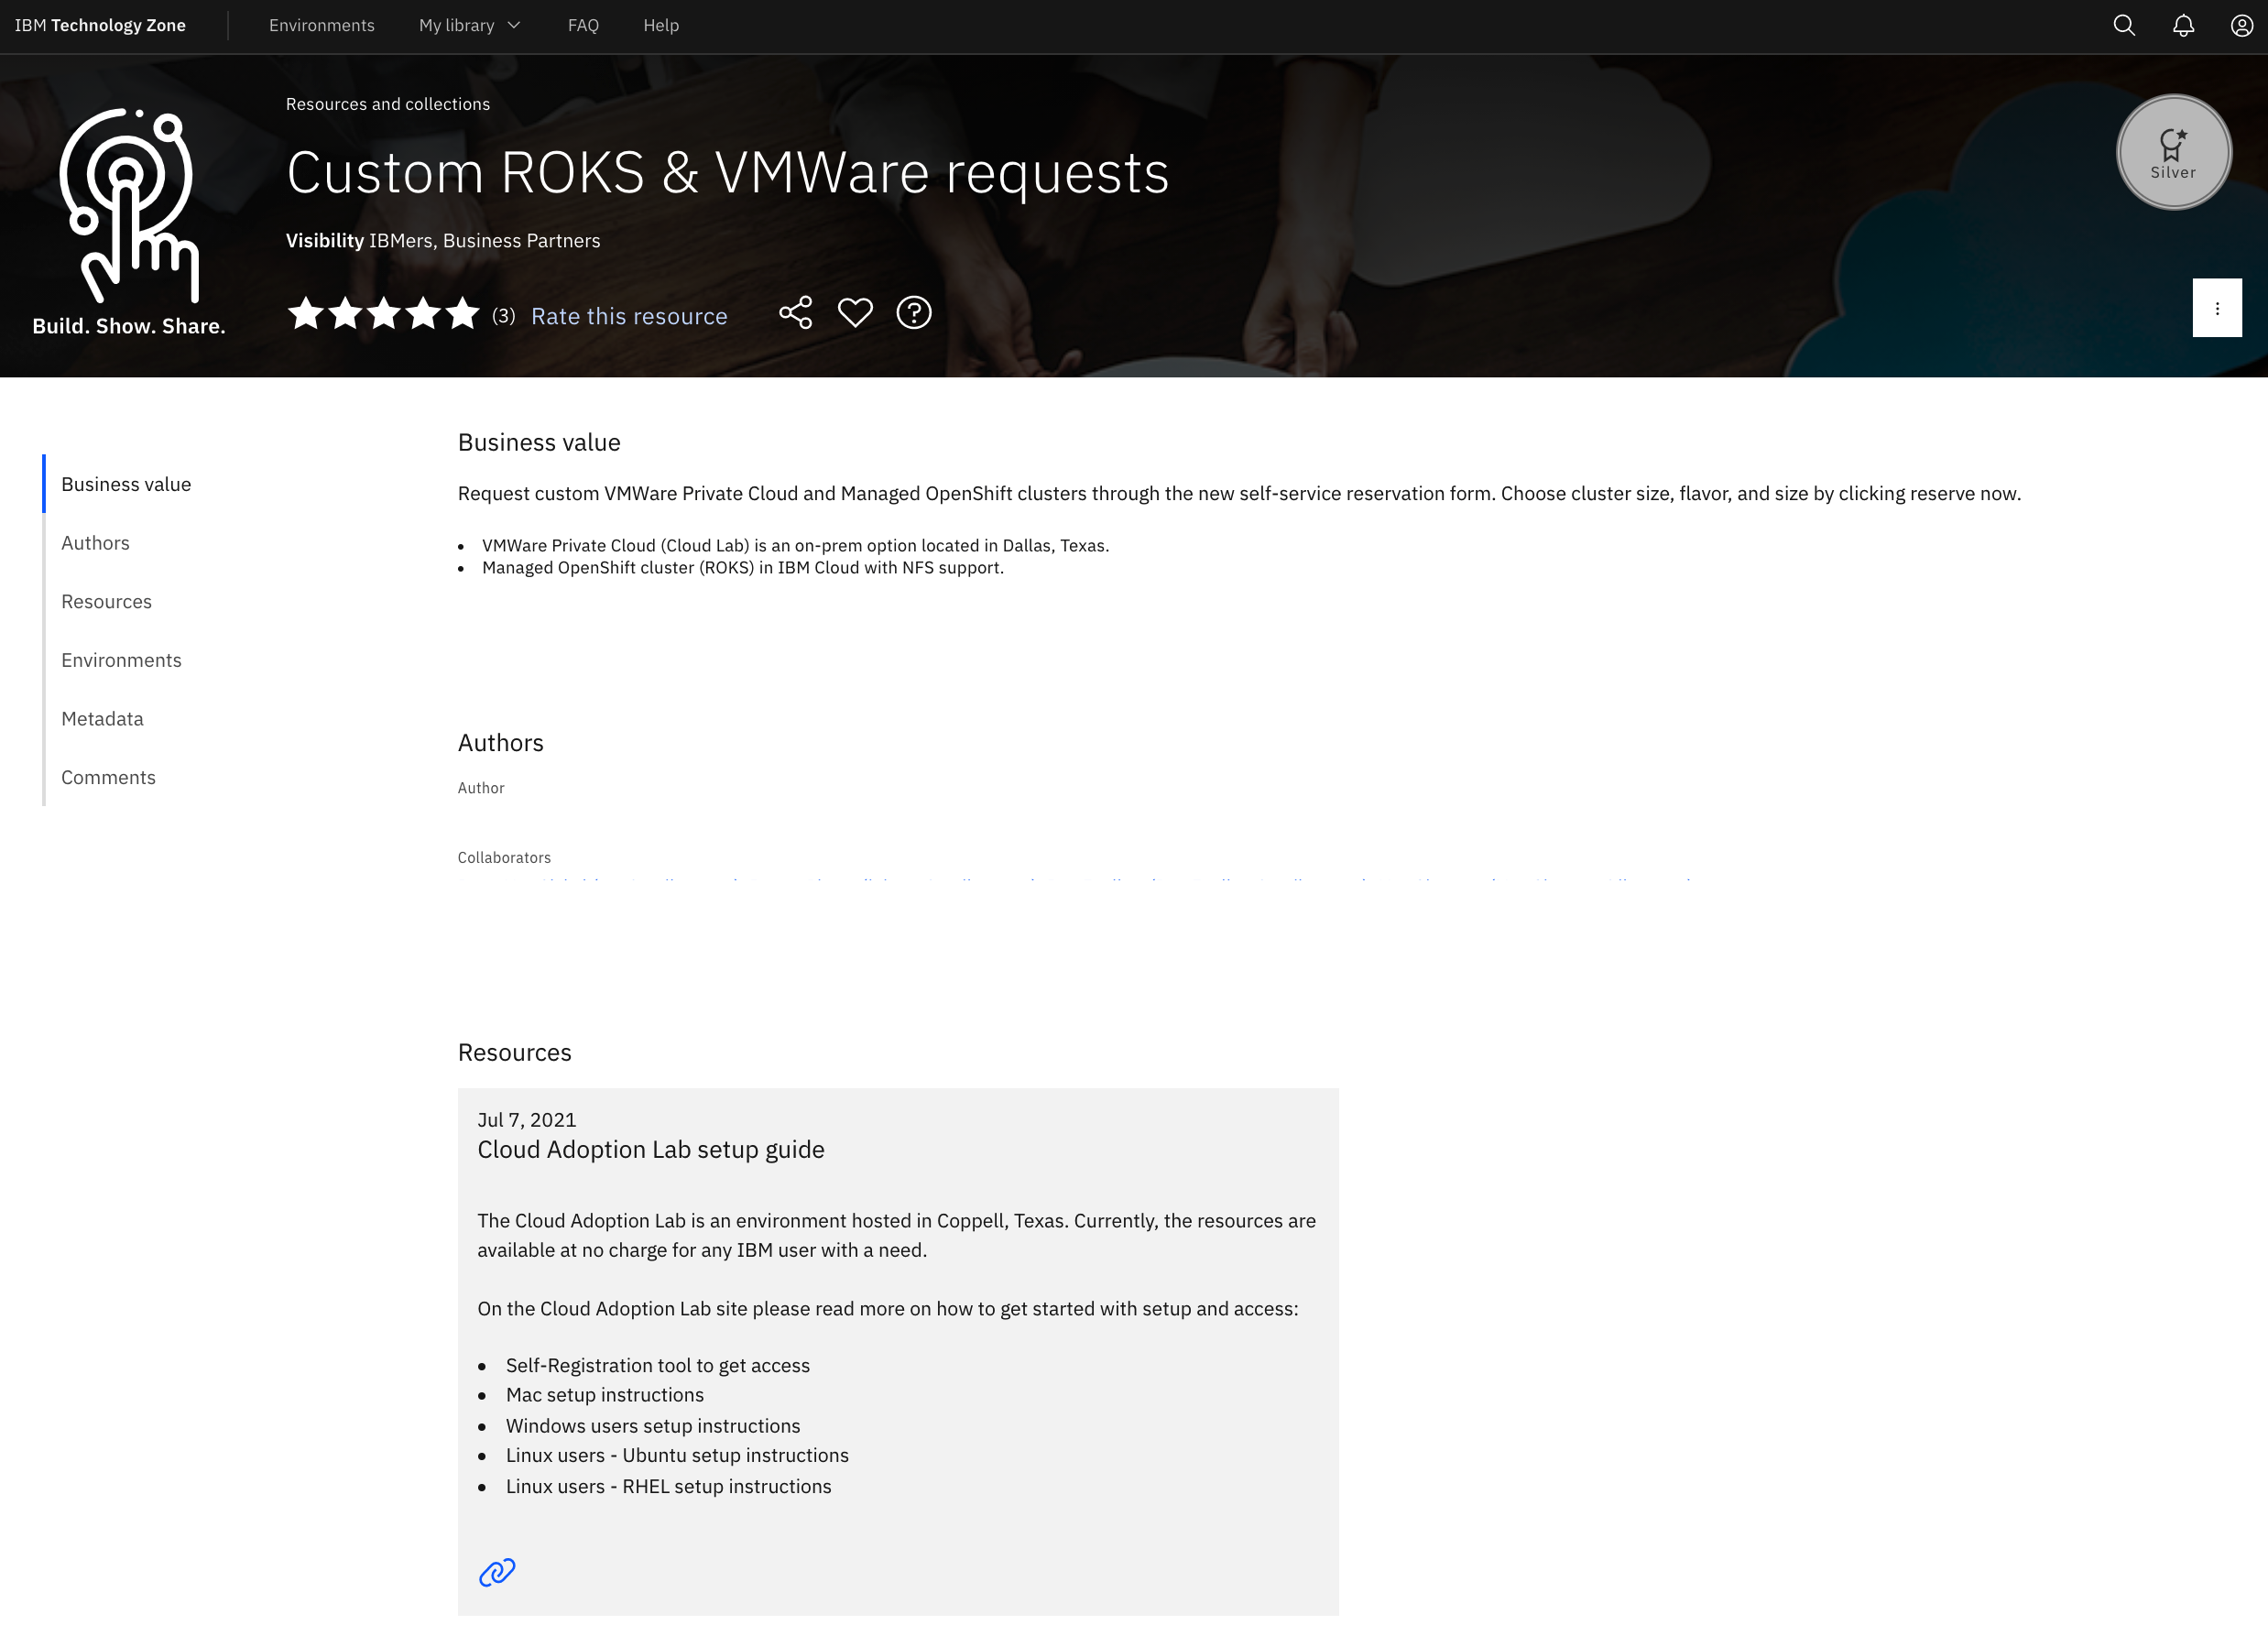 IBM Technology Zone
Environments
My library
FAQ
Help
Resources and collections
Custom ROKS & VMWare requests
Silver
Visibility IBMers, Business Partners
Build. Show. Share.
(3) Rate this resource
Business value
Authors
Resources
Environments
Metadata
Comments
Business value
Request custom VMWare Private Cloud and Managed OpenShift clusters through the new self-service reservation form. Choose cluster size, flavor, and size by clicking reserve now.
• VMWare Private Cloud (Cloud Lab) is an on-prem option located in Dallas, Texas.
• Managed OpenShift cluster (ROKS) in IBM Cloud with NFS support.
Authors
Author
Collaborators
Resources
Jul 7, 2021
Cloud Adoption Lab setup guide
The Cloud Adoption Lab is an environment hosted in Coppell, Texas. Currently, the resources are
available at no charge for any IBM user with a need.
On the Cloud Adoption Lab site please read more on how to get started with setup and access:
• Self-Registration tool to get access
• Mac setup instructions
• Windows users setup instructions
• Linux users - Ubuntu setup instructions
• Linux users - RHEL setup instructions